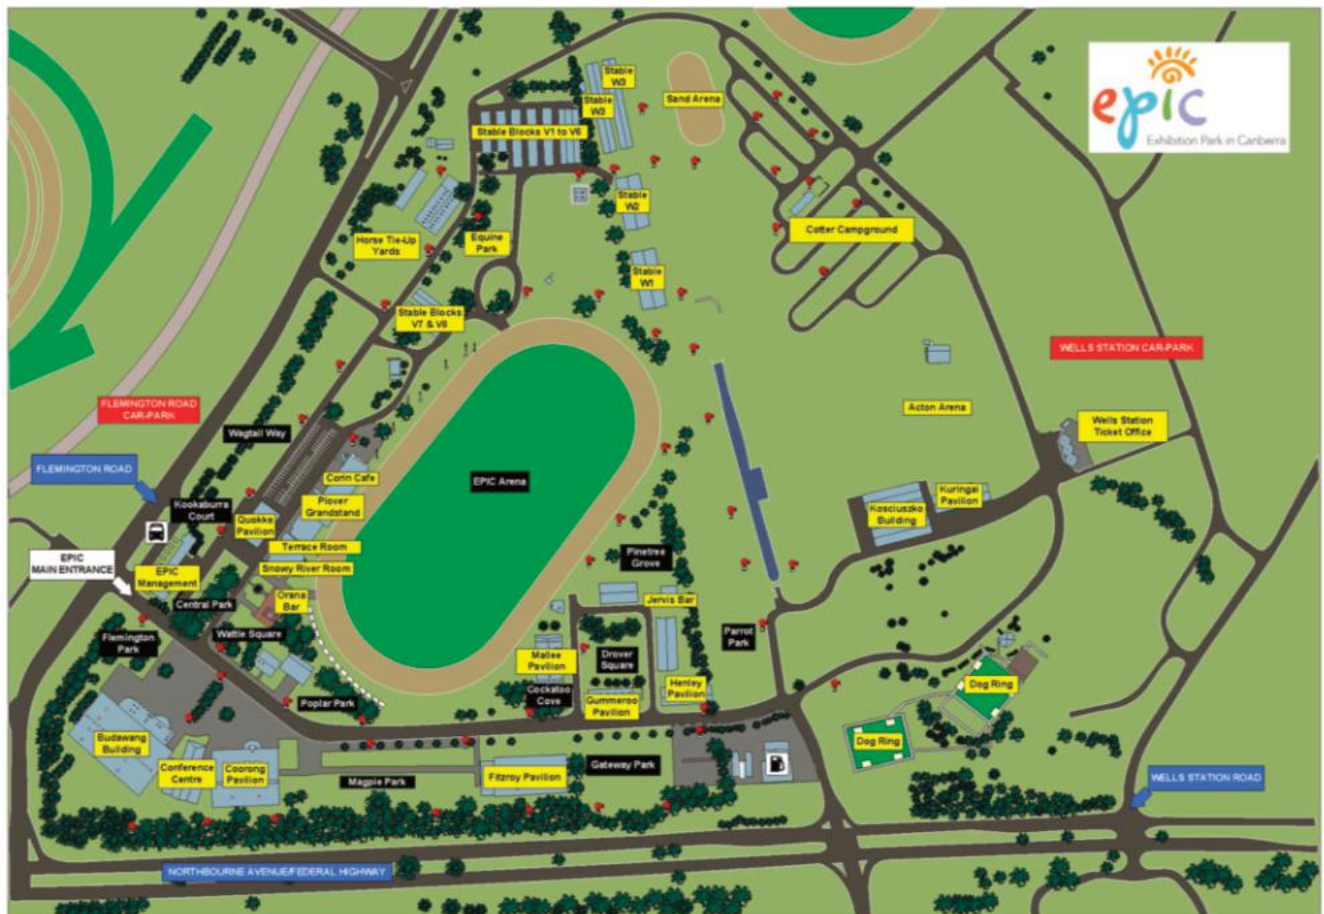 epic
Exhibition Park in Canberra
Stable
W3
Stable
W3
Sand Arena
Stable Blocks V1 to V6
Stable
W2
Horse Tie-Up
Yards
Equine
Park
Cotter Campground
Stable
W1
Stable Blocks
V7 & V8
WELLS STATION CAR-PARK
FLEMINGTON ROAD
CAR-PARK
Acton Arena
Wells Station
Ticket Office
Wagtail Way
FLEMINGTON ROAD
Corin Cafe
EPIC Arena
Kookaburra
Court
Plover
Grandstand
Kuringai
Pavilion
Kosciuszko
Building
Quokka
Pavilion
Terrace Room
Pinetree
Grove
EPIC
MAIN ENTRANCE
Snowy River Room
EPIC
Management
Orana
Bar
Jervis Bar
Central Park
Flemington
Park
Wattle Square
Parrot
Park
Mallee
Pavilion
Drover
Square
Henley
Pavilion
Dog Ring
Cockatoo
Cove
Gummeroo
Pavilion
Poplar Park
Budawang
Building
Dog Ring
Conference
Centre
Coorong
Pavilion
Magpie Park
Fitzroy Pavilion
Gateway Park
WELLS STATION ROAD
NORTHBOURNE AVENUE/FEDERAL HIGHWAY